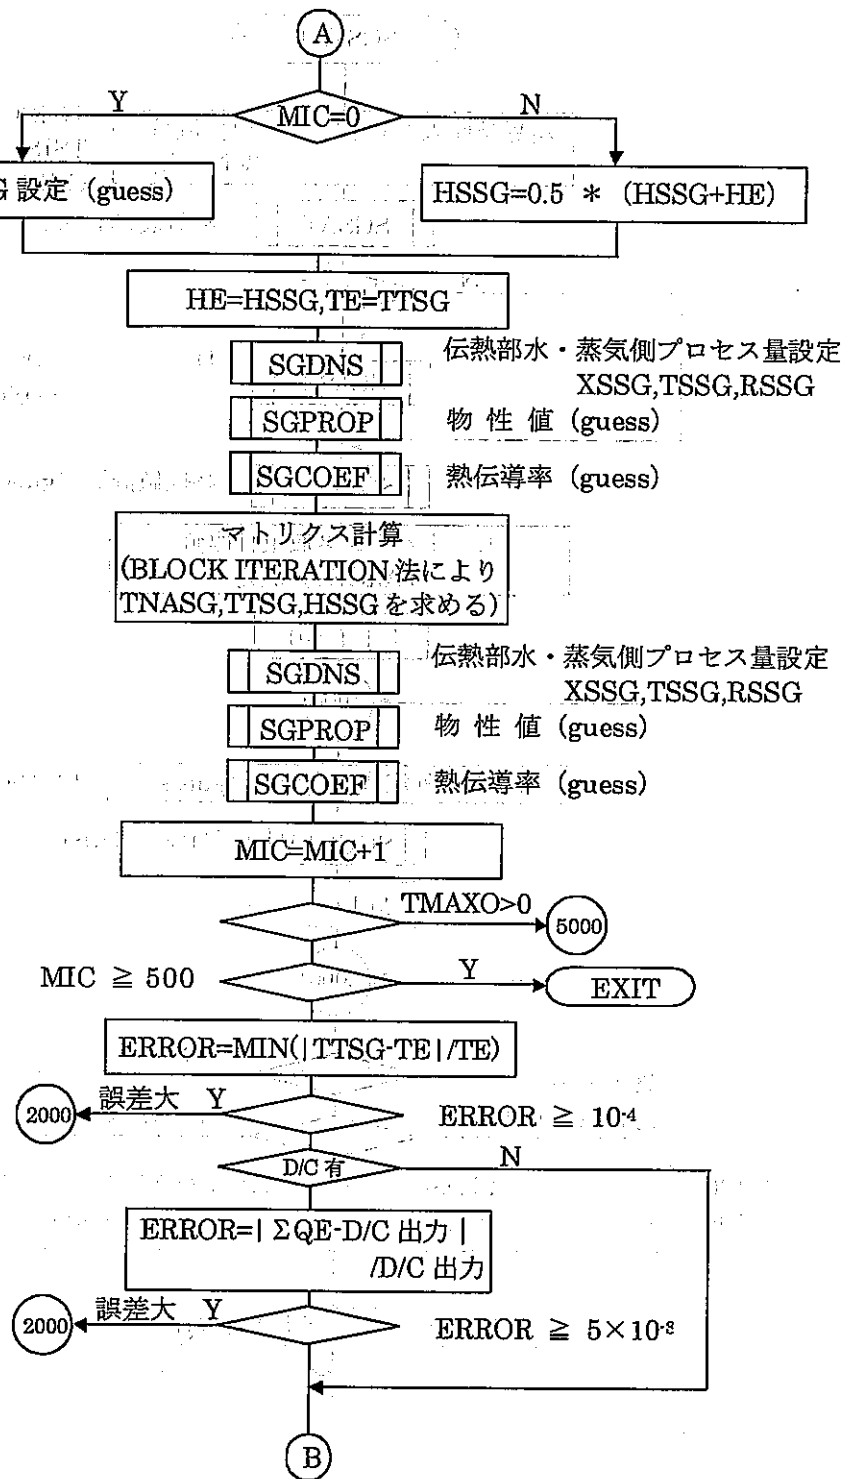 A
MIC=0
Y
N
G 設定 (guess)
HSSG=0.5 * (HSSG+HE)
HE=HSSG,TE=TTSG
SGDNS
伝熱部水・蒸気側プロセス量設定
XSSG,TSSG,RSSG
SGPROP
物 性 値 (guess)
SGCOEF
熱伝導率 (guess)
マトリクス計算
(BLOCK ITERATION 法により
TNASG,TTSG,HSSG を求める)
SGDNS
伝熱部水・蒸気側プロセス量設定
XSSG,TSSG,RSSG
SGPROP
物 性 値 (guess)
SGCOEF
熱伝導率 (guess)
MIC=MIC+1
TMAXO>0
5000
MIC ≧ 500
Y
EXIT
ERROR=MIN(|TTSG-TE|/TE)
2000
誤差大 Y
ERROR ≧ 10-4
D/C 有
N
ERROR=| ΣQE-D/C 出力 |
/D/C 出力
2000
誤差大 Y
ERROR ≧ 5×10
B